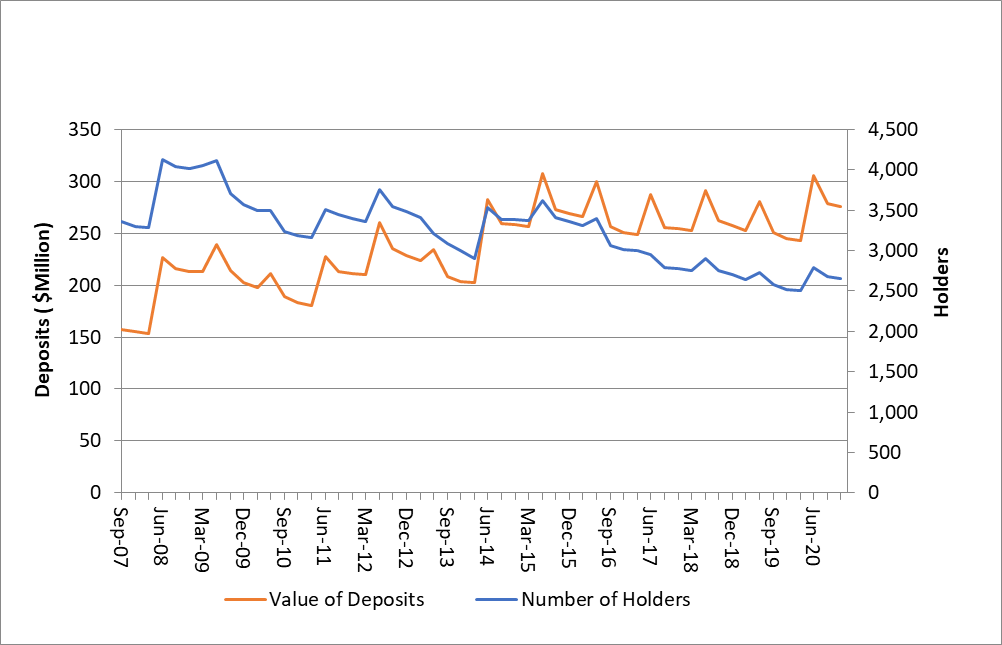 350
300
250
200
150
100
50
0
Deposits ( $Million)
4,500
4,000
3,500
3,000
2,500
2,000
1,500
1,000
500
0
Holders
Sep-07
Jun-08
Mar-09
Dec-09
Sep-10
Jun-11
Mar-12
Dec-12
Sep-13
Jun-14
Mar-15
Dec-15
Sep-16
Jun-17
Mar-18
Dec-18
Sep-19
Jun-20
Value of Deposits
Number of Holders